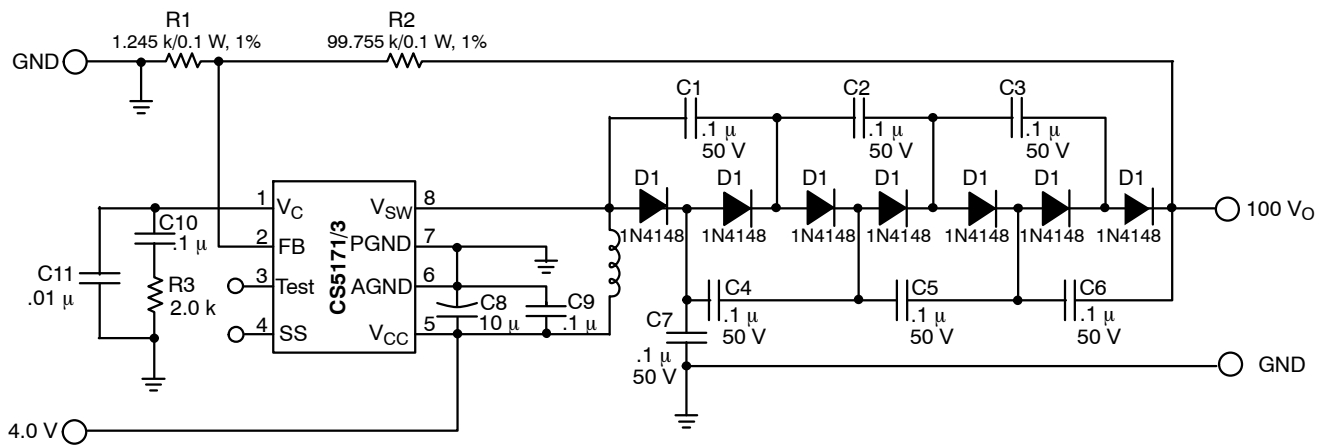 R1
1.245 k/0.1 W, 1%
R2
99.755 k/0.1 W, 1%
GND
C1
.1 μ
50 V
C2
.1 μ
50 V
C3
.1 μ
50 V
D1
1N4148
D1
1N4148
D1
1N4148
D1
1N4148
D1
1N4148
D1
1N4148
D1
1N4148
100 VO
1
VC
2
FB
3
Test
4
SS
CS5171/3
VSW
8
PGND
7
AGND
6
VCC
5
C10
.1 μ
C11
.01 μ
R3
2.0 k
C8
10 μ
C9
.1 μ
C4
.1 μ
50 V
C5
.1 μ
50 V
C6
.1 μ
50 V
C7
.1 μ
50 V
GND
4.0 V